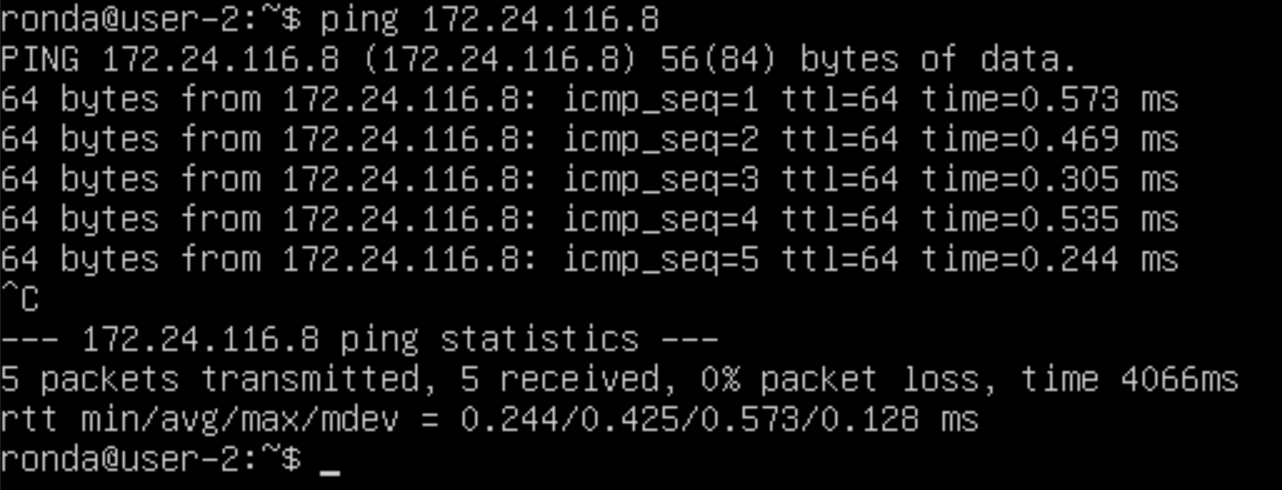 ronda@user-2:~$ ping 172.24.116.8
PING 172.24.116.8 (172.24.116.8) 56(84) bytes of data.
64 bytes from 172.24.116.8: icmp_seq=1 ttl=64 time=0.573 ms
64 bytes from 172.24.116.8: icmp_seq=2 ttl=64 time=0.469 ms
64 bytes from 172.24.116.8: icmp_seq=3 ttl=64 time=0.305 ms
64 bytes from 172.24.116.8: icmp_seq=4 ttl=64 time=0.535 ms
64 bytes from 172.24.116.8: icmp_seq=5 ttl=64 time=0.244 ms
^C
--- 172.24.116.8 ping statistics ---
5 packets transmitted, 5 received, 0% packet loss, time 4066ms
rtt min/avg/max/mdev = 0.244/0.425/0.573/0.128 ms
ronda@user-2:~$ _